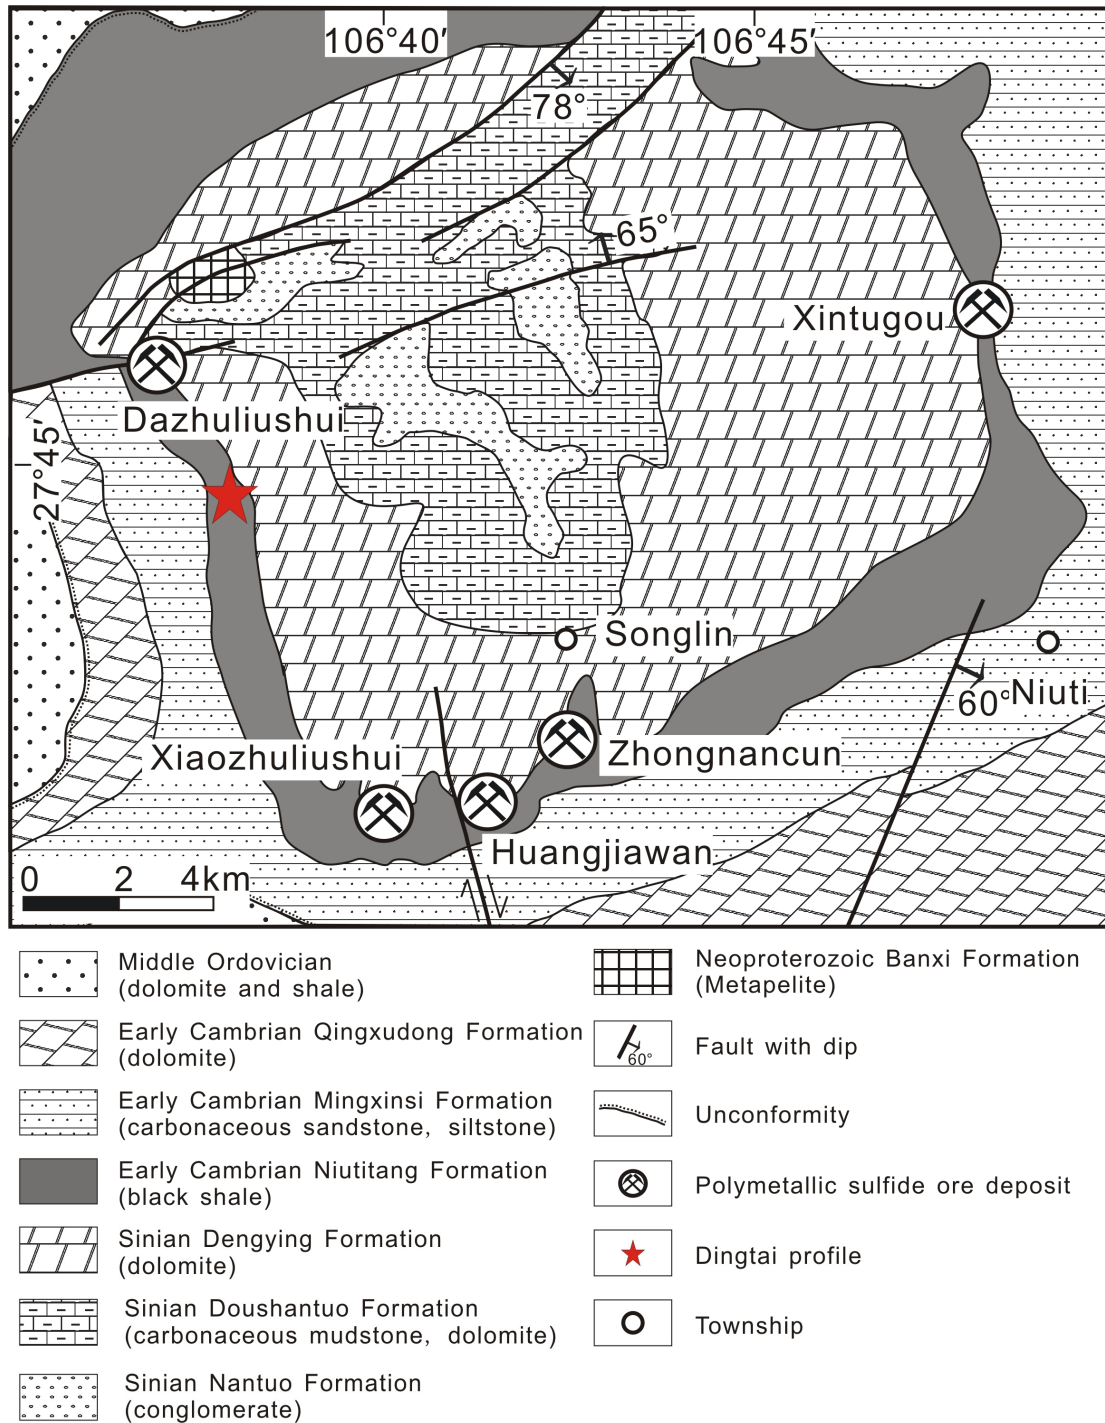 106°40′
106°45′
78°
65°
Xintugou
Dazhuliushui
27°45′
Songlin
60°
Niuti
Xiaozhuliushui
Zhongnancun
Huangjiawan
0 2 4km
Middle Ordovician
(dolomite and shale)
Early Cambrian Qingxudong Formation
(dolomite)
Early Cambrian Mingxinsi Formation
(carbonaceous sandstone, siltstone)
Early Cambrian Niutitang Formation
(black shale)
Sinian Dengying Formation
(dolomite)
Sinian Doushantuo Formation
(carbonaceous mudstone, dolomite)
Sinian Nantuo Formation
(conglomerate)
Neoproterozoic Banxi Formation
(Metapelite)
60°
Fault with dip
Unconformity
Polymetallic sulfide ore deposit
Dingtai profile
Township